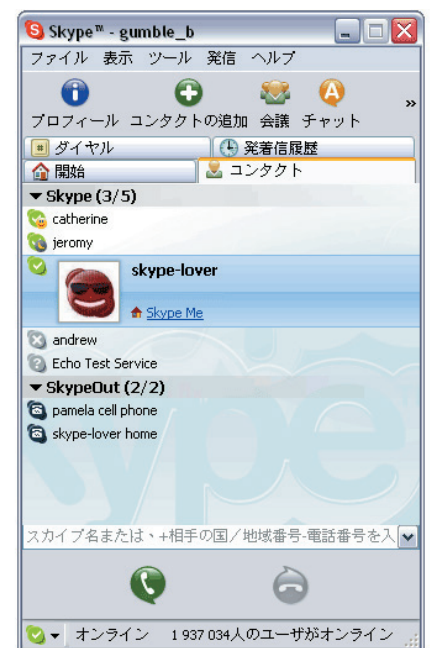 Skype™ - gumble_b
ファイル 表示 ツール 発信 ヘルプ
プロフィール コンタクトの追加 会議 チャット »
ダイヤル 発着信履歴
開始 コンタクト
Skype (3/5)
catherine
jeromy
skype-lover
Skype Me
andrew
Echo Test Service
SkypeOut (2/2)
pamela cell phone
skype-lover home
スカイプ名または、+相手の国/地域番号-電話番号を入
オンライン 1 937 034人のユーザがオンライン